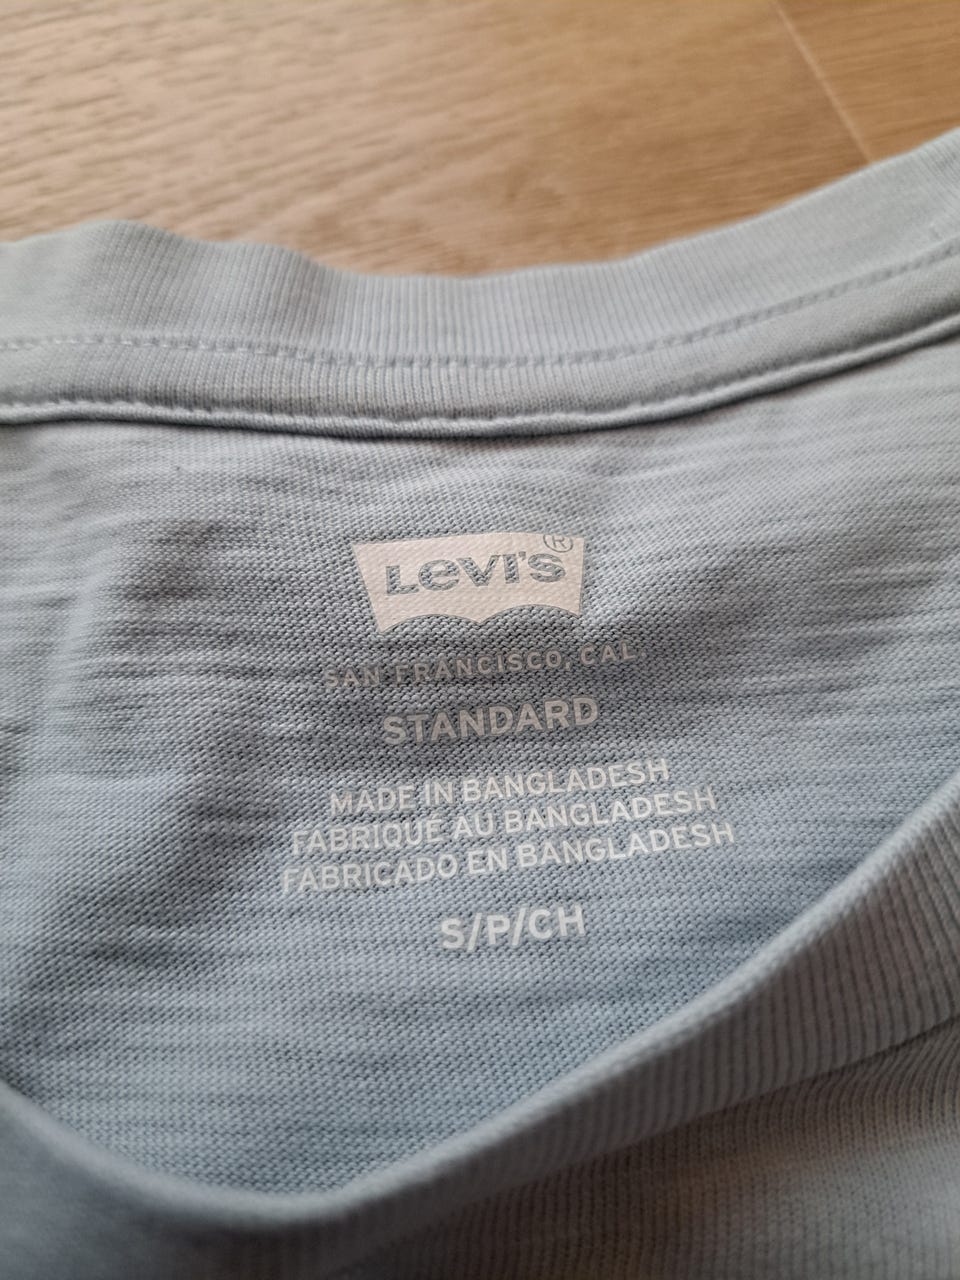 Levi's®
SAN FRANCISCO, CAL.
STANDARD
MADE IN BANGLADESH
FABRIQUÉ AU BANGLADESH
FABRICADO EN BANGLADESH
S/P/CH